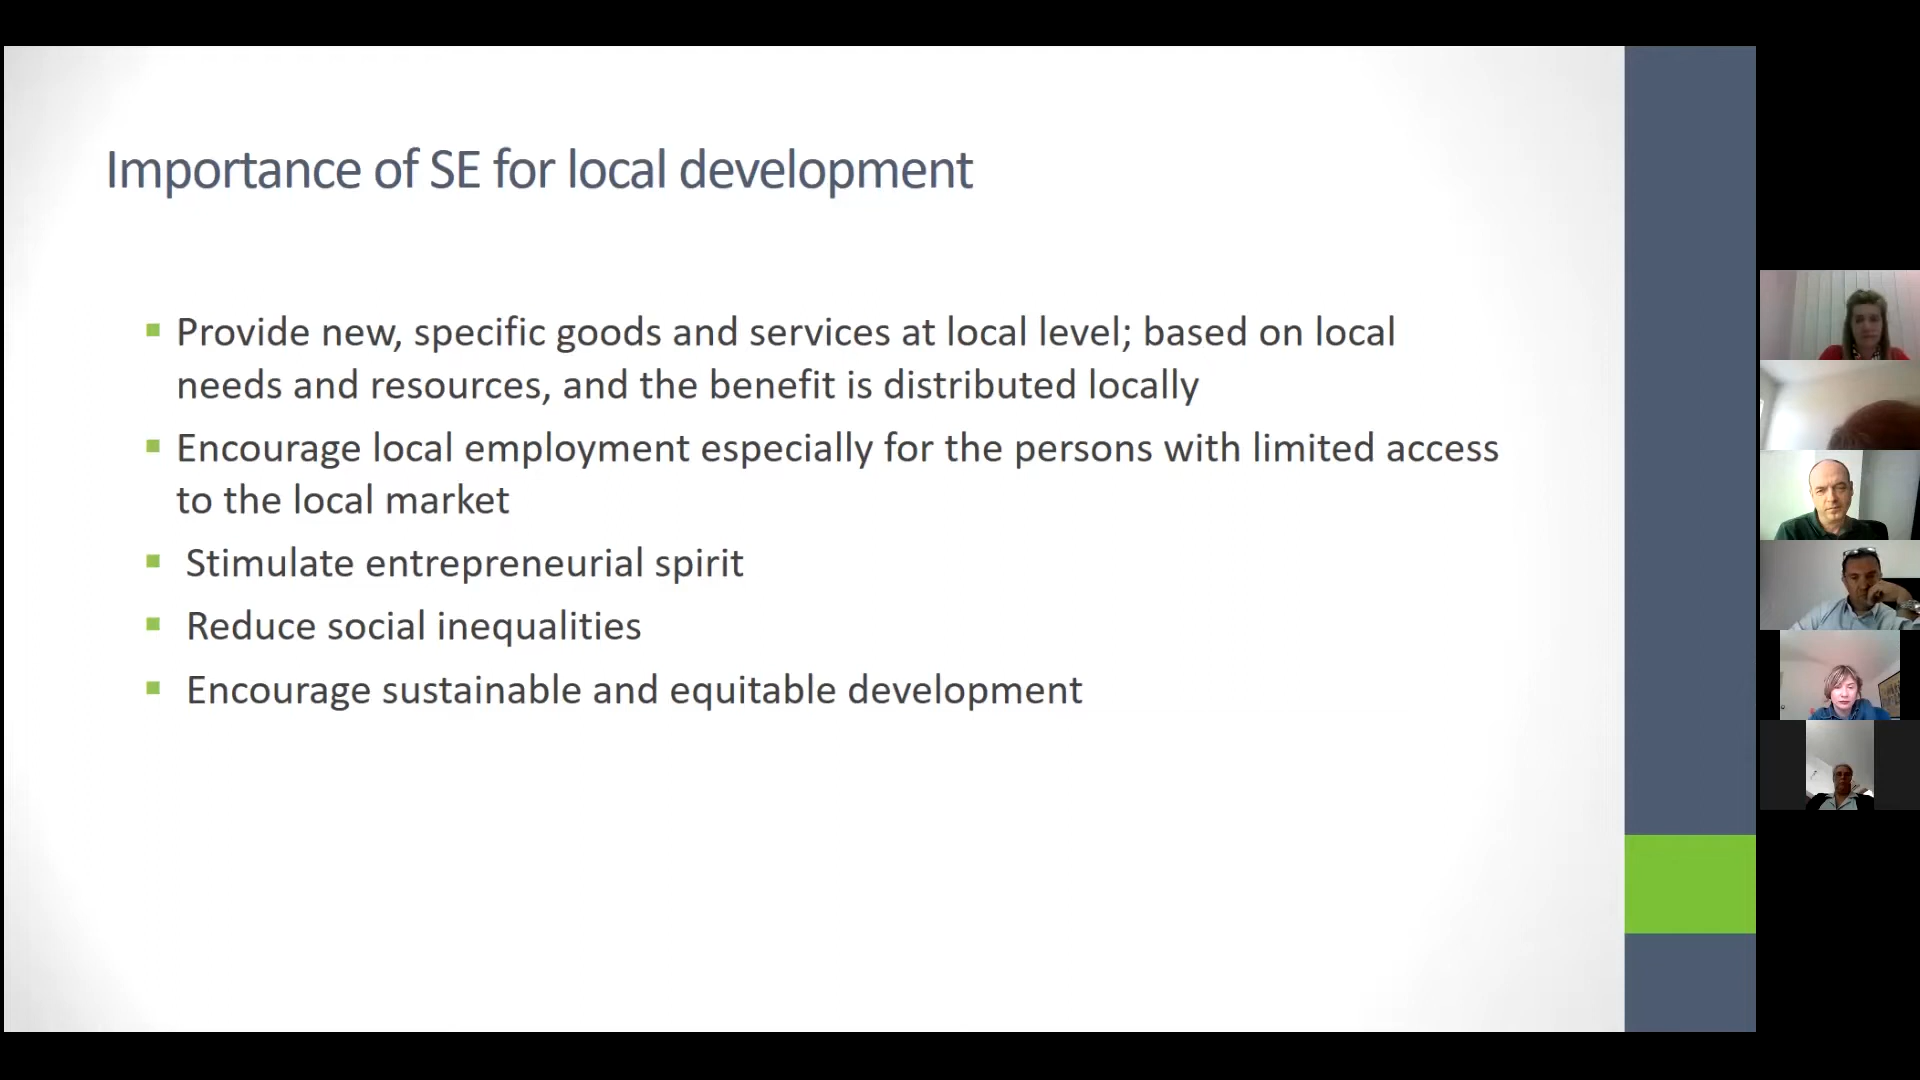 Importance of SE for local development
Provide new, specific goods and services at local level; based on local
needs and resources, and the benefit is distributed locally
Encourage local employment especially for the persons with limited access
to the local market
Stimulate entrepreneurial spirit
Reduce social inequalities
Encourage sustainable and equitable development